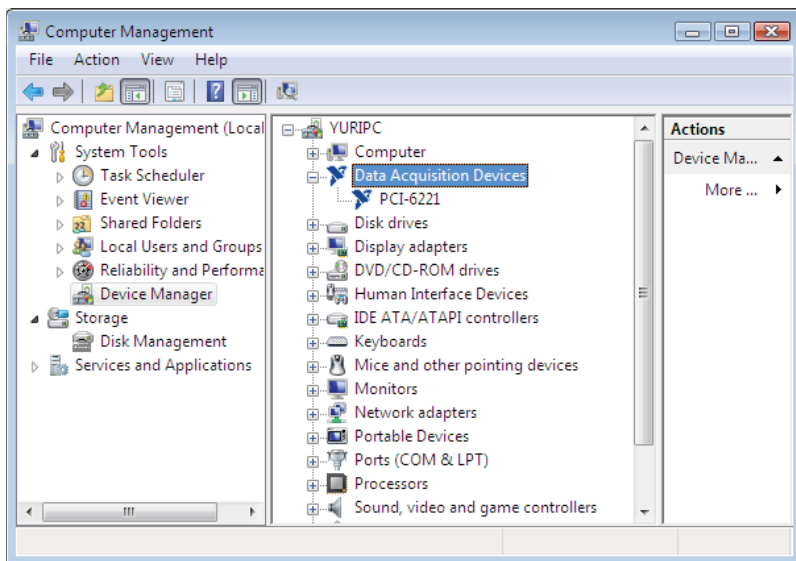 Computer Management
File Action View Help
Computer Management (Local
System Tools
Task Scheduler
Event Viewer
Shared Folders
Local Users and Groups
Reliability and Performa
Device Manager
Storage
Disk Management
Services and Applications
YURIPC
Computer
Data Acquisition Devices
PCI-6221
Disk drives
Display adapters
DVD/CD-ROM drives
Human Interface Devices
IDE ATA/ATAPI controllers
Keyboards
Mice and other pointing devices
Monitors
Network adapters
Portable Devices
Ports (COM & LPT)
Processors
Sound, video and game controllers
Actions
Device Ma...
More ...